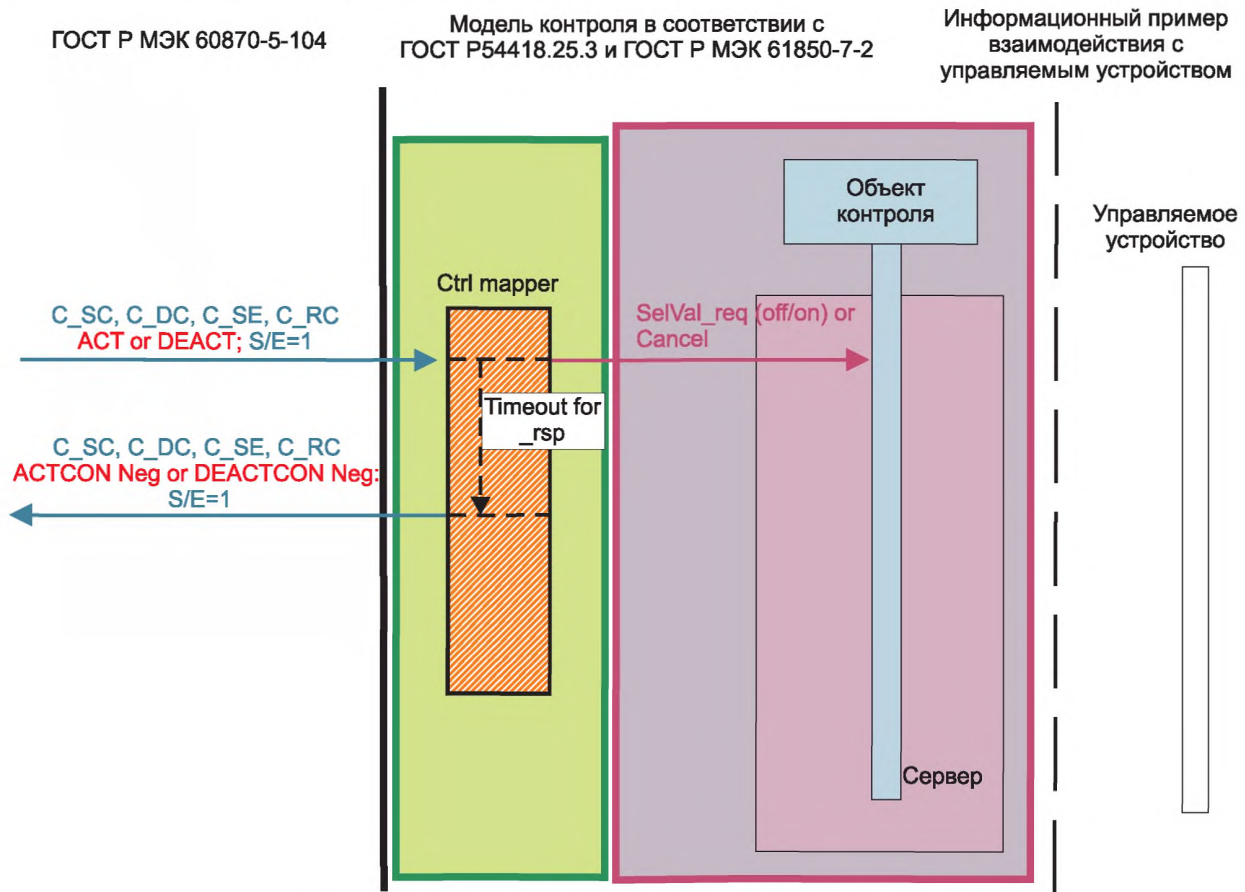 ГОСТ Р МЭК 60870-5-104
Модель контроля в соответствии с
ГОСТ Р54418.25.3 и ГОСТ Р МЭК 61850-7-2
Информационный пример
взаимодействия с
управляемым устройством
Объект
контроля
Управляемое
устройство
Ctrl mapper
C_SC, C_DC, C_SE, C_RC
ACT or DEACT; S/E=1
SelVal_req (off/on) or
Cancel
Timeout for
_rsp
C_SC, C_DC, C_SE, C_RC
ACTCON Neg or DEACTCON Neg:
S/E=1
Сервер